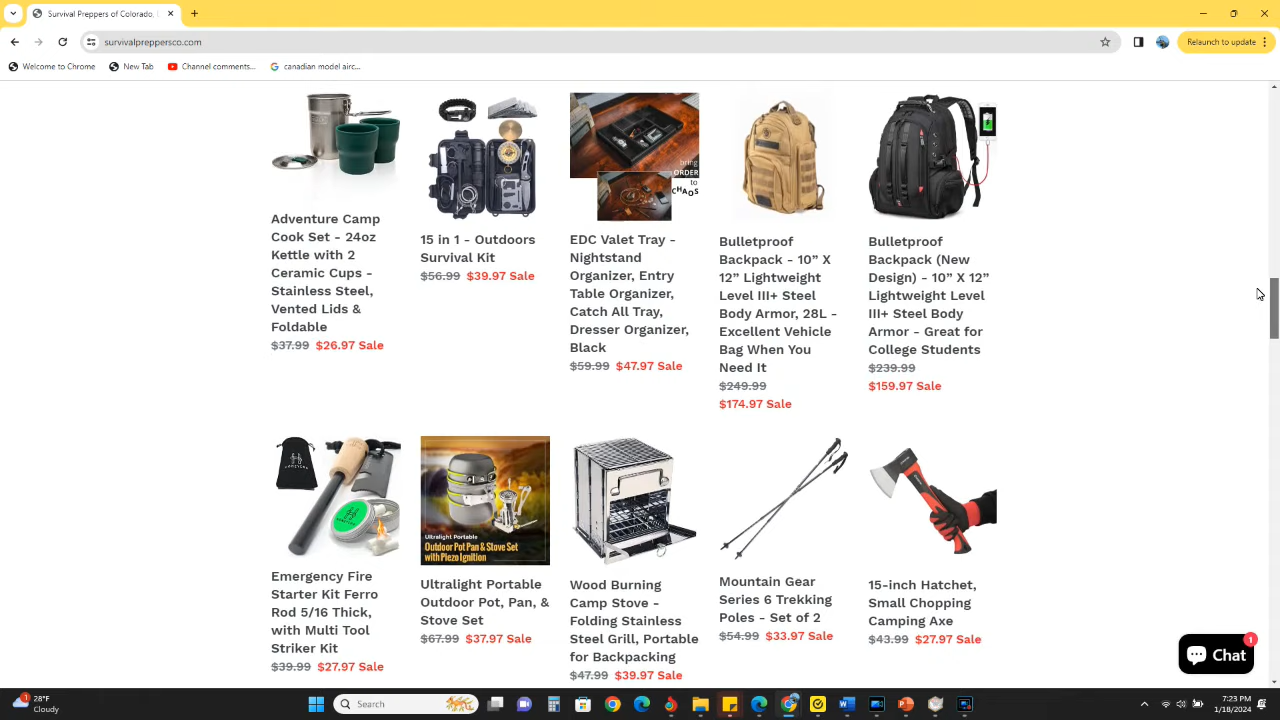 Survival Preppers of Colorado, L
survivalpreppersco.com
Relaunch to update
Welcome to Chrome
New Tab
Channel comments...
canadian model airc...
bring
ORDER
to
CHAOS
Adventure Camp
Cook Set - 24oz
Kettle with 2
Ceramic Cups -
Stainless Steel,
Vented Lids &
Foldable
$37.99 $26.97 Sale
15 in 1 - Outdoors
Survival Kit
$56.99 $39.97 Sale
EDC Valet Tray -
Nightstand
Organizer, Entry
Table Organizer,
Catch All Tray,
Dresser Organizer,
Black
$59.99 $47.97 Sale
Bulletproof
Backpack - 10” X
12” Lightweight
Level III+ Steel
Body Armor, 28L -
Excellent Vehicle
Bag When You
Need It
$249.99
$174.97 Sale
Bulletproof
Backpack (New
Design) - 10” X 12”
Lightweight Level
III+ Steel Body
Armor - Great for
College Students
$239.99
$159.97 Sale
Emergency Fire
Starter Kit Ferro
Rod 5/16 Thick,
with Multi Tool
Striker Kit
$39.99 $27.97 Sale
Ultralight Portable
Outdoor Pot Pan & Stove Set
with Piezo Ignition
Ultralight Portable
Outdoor Pot, Pan, &
Stove Set
$67.99 $37.97 Sale
Wood Burning
Camp Stove -
Folding Stainless
Steel Grill, Portable
for Backpacking
$47.99 $39.97 Sale
Mountain Gear
Series 6 Trekking
Poles - Set of 2
$54.99 $33.97 Sale
15-inch Hatchet,
Small Chopping
Camping Axe
$43.99 $27.97 Sale
Chat
1
1
28°F
Cloudy
Search
7:23 PM
1/18/2024